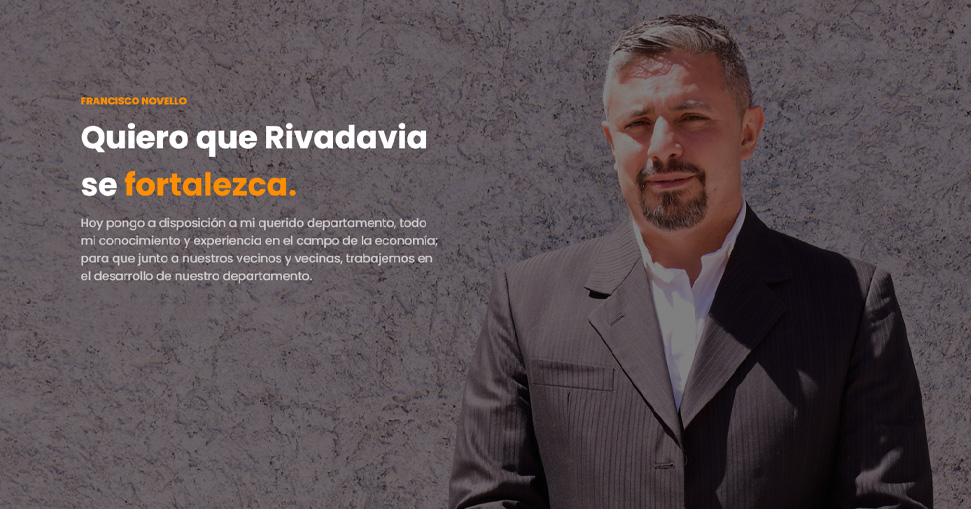 FRANCISCO NOVELLO
Quiero que Rivadavia
se fortalezca.
Hoy pongo a disposición a mi querido departamento, todo
mi conocimiento y experiencia en el campo de la economía;
para que junto a nuestros vecinos y vecinas, trabajemos en
el desarrollo de nuestro departamento.